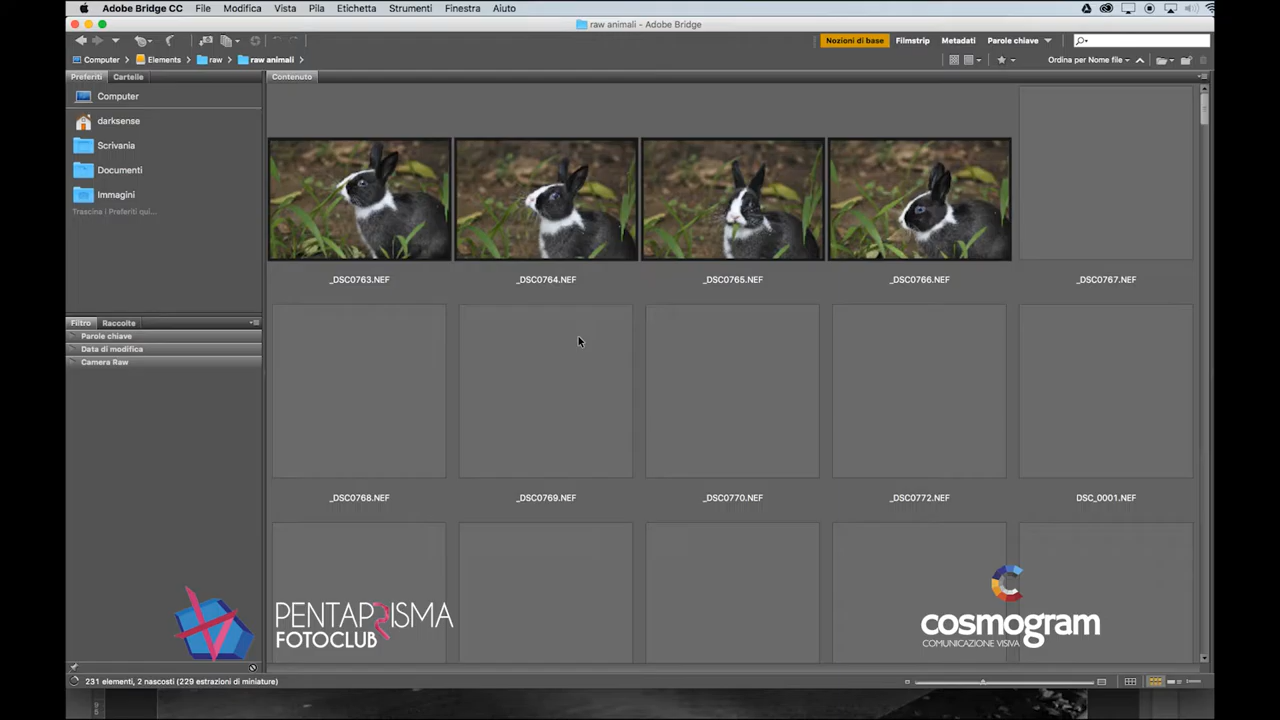 Adobe Bridge CC File Modifica Vista Pila Etichetta Strumenti Finestra Aiuto
raw animali – Adobe Bridge
Nozioni di base Filmstrip Metadati Parole chiave
Computer Elements raw raw animali Ordina per Nome file
Preferiti Cartelle Contenuto
Computer
darksense
Scrivania
Documenti
Immagini
Trascina i Preferiti qui...
_DSC0763.NEF _DSC0764.NEF _DSC0765.NEF _DSC0766.NEF _DSC0767.NEF
Filtro Raccolte
Parole chiave
Data di modifica
Camera Raw
_DSC0768.NEF _DSC0769.NEF _DSC0770.NEF _DSC0772.NEF DSC_0001.NEF
PENTAPRISMA
FOTOCLUB
cosmogram
COMUNICAZIONE VISIVA
231 elementi, 2 nascosti (229 estrazioni di miniature)